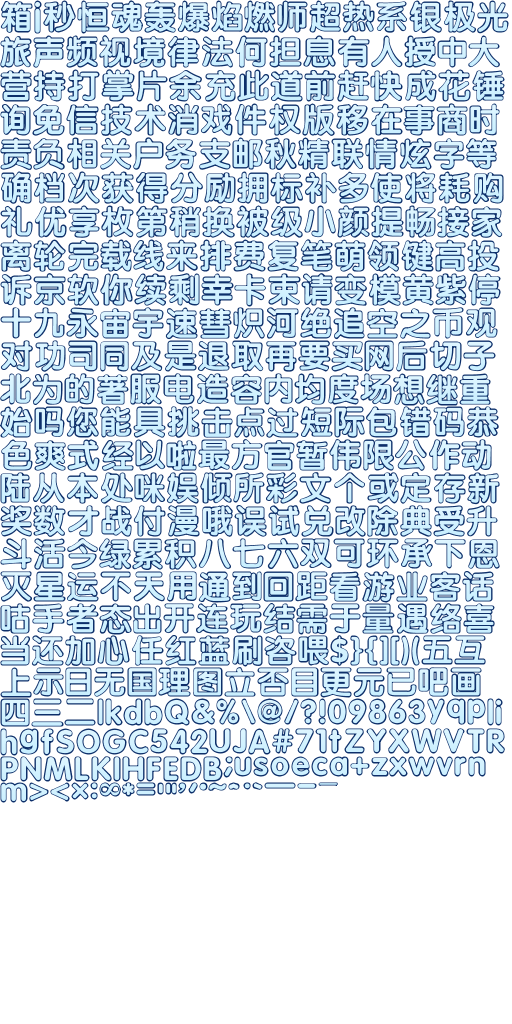 箱i秒恒魂轰爆焰燃师超热系银极光
旅声频视境律法何担息有人授中大
营持打掌片余充此道前赶快成花锤
询免信技术消戏件权版移在事商时
责负相关户务支邮秋精联情炫字等
确档次获得分励拥标补多使将耗购
礼优享枚第稍换被级小颜提畅接家
离轮完载线来排费复笔萌领键高投
诉京软你续剩幸卡束请变模黄紫停
十九永宙宇速彗炽河绝追空之币观
对功司同及是退取再要买网后切子
北为的署服电造容内均度场想继重
始吗您能具挑击点过短际包错码恭
色爽式经以啦最方官暂伟限公作动
陆从本处咪娱倾所彩文个或定存新
奖数才战付漫哦误试兑改除典受升
斗活今绿累积八七六双可环承下恩
灭星运不天用通到回距看游业客话
咕手者态出开连玩结需于量遇络喜
当还加心任红蓝刷咨喂$}{][)(五互
上示日无国理图立否目更元已吧画
四三二lkdbQ&%\@/?!09863yqpli
hgfSOGC542UJA#71tZYXWVTR
PNMLKIHFEDB;usoeca+zxwvrn
m><×: